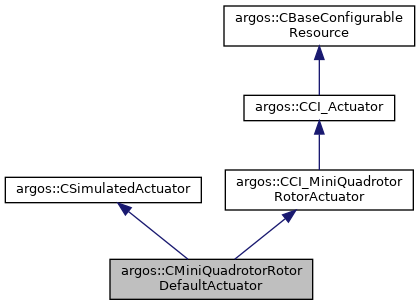 argos::CBaseConfigurable
Resource
argos::CCI_Actuator
argos::CSimulatedActuator
argos::CCI_MiniQuadrotor
RotorActuator
argos::CMiniQuadrotorRotor
DefaultActuator